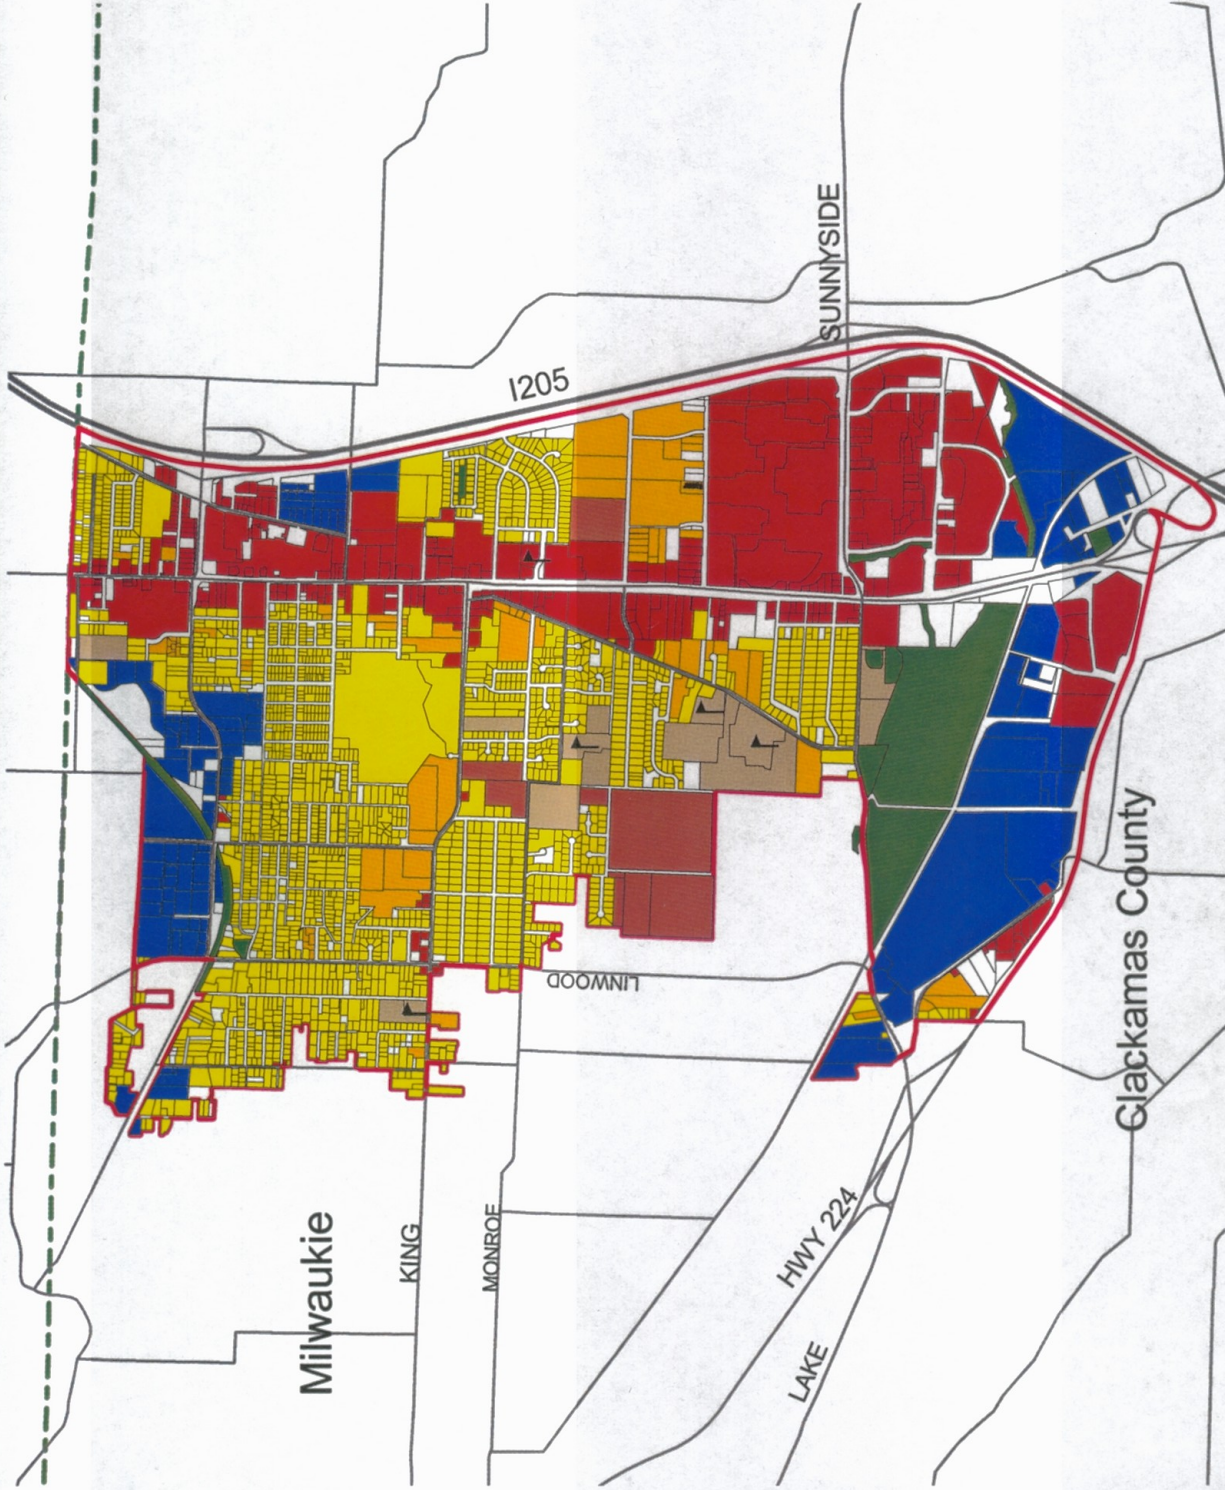 SUNNYSIDE
I205
LINWOOD
Clackamas County
Milwaukie
KING
MONROE
HWY 224
LAKE